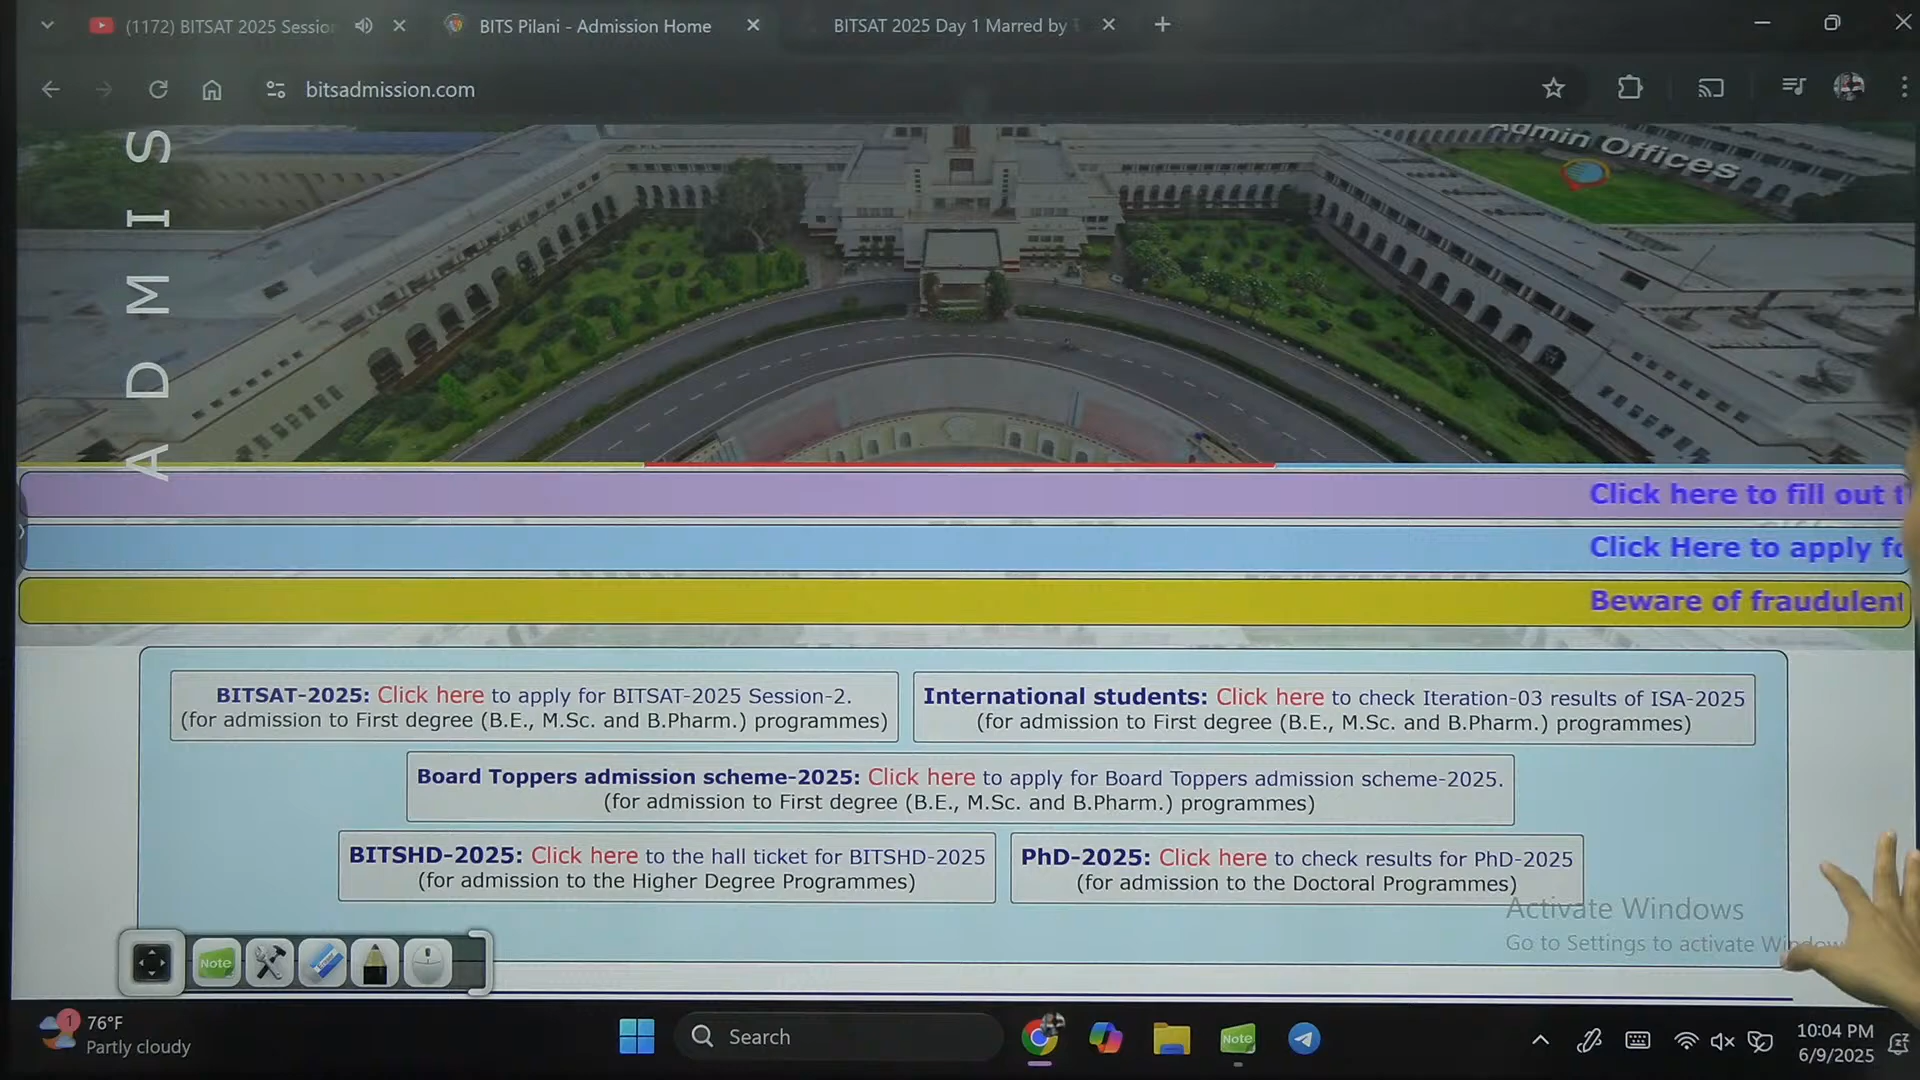 (1172) BITSAT 2025 Sessio
BITS Pilani - Admission Home
BITSAT 2025 Day 1 Marred by
bitsadmission.com
Admin Offices
ADMIS
Click here to fill out t
Click Here to apply fo
Beware of fraudulent
BITSAT-2025: Click here to apply for BITSAT-2025 Session-2.
(for admission to First degree (B.E., M.Sc. and B.Pharm.) programmes)
International students: Click here to check Iteration-03 results of ISA-2025
(for admission to First degree (B.E., M.Sc. and B.Pharm.) programmes)
Board Toppers admission scheme-2025: Click here to apply for Board Toppers admission scheme-2025.
(for admission to First degree (B.E., M.Sc. and B.Pharm.) programmes)
BITSHD-2025: Click here to the hall ticket for BITSHD-2025
(for admission to the Higher Degree Programmes)
PhD-2025: Click here to check results for PhD-2025
(for admission to the Doctoral Programmes)
Activate Windows
Go to Settings to activate Windows
Note
Eraser
1
76°F
Partly cloudy
Search
Note
10:04 PM
6/9/2025